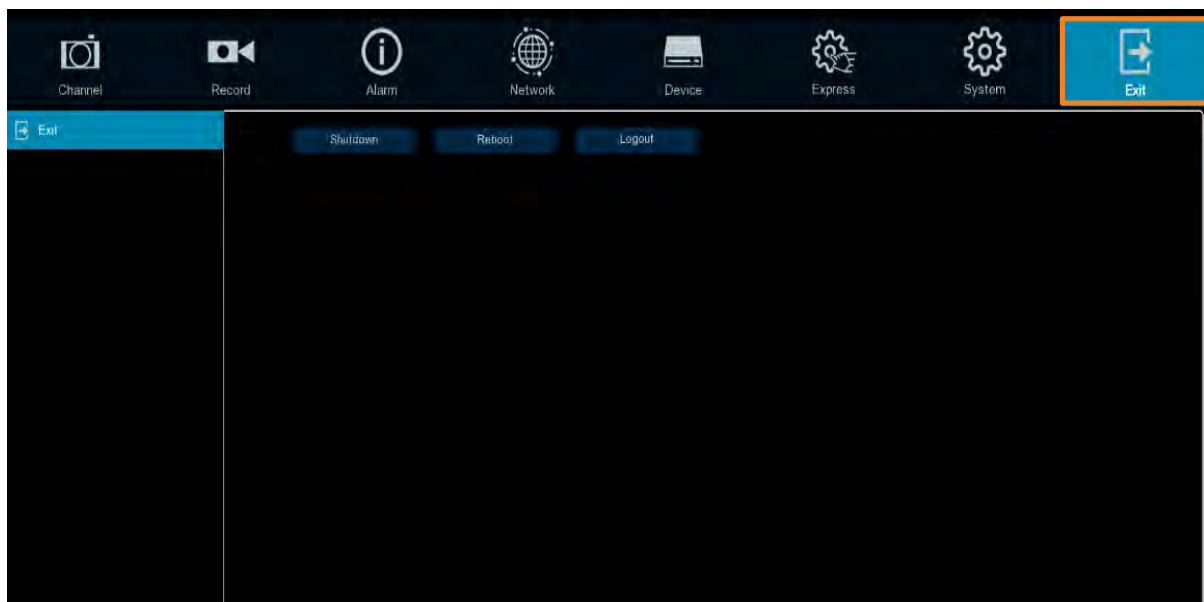 Channel Record Alarm Network Device Express System Exit
Exit
Shutdown Reboot Logout